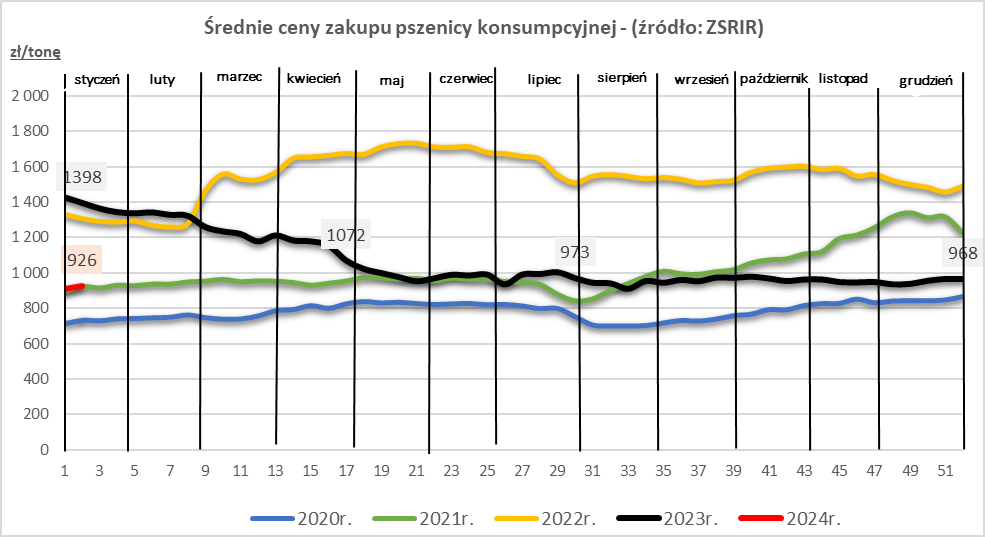 Średnie ceny zakupu pszenicy konsumpcyjnej - (źródło: ZSRIR)
zł/tonę
styczeń luty marzec kwiecień maj czerwiec lipiec sierpień wrzesień październik listopad grudzień
2 000
1 800
1 600
1398
1 400
1072
1 200
926 973 968
1 000
800
600
400
200
0
1 3 5 7 9 11 13 15 17 19 21 23 25 27 29 31 33 35 37 39 41 43 45 47 49 51
2020r. 2021r. 2022r. 2023r. 2024r.